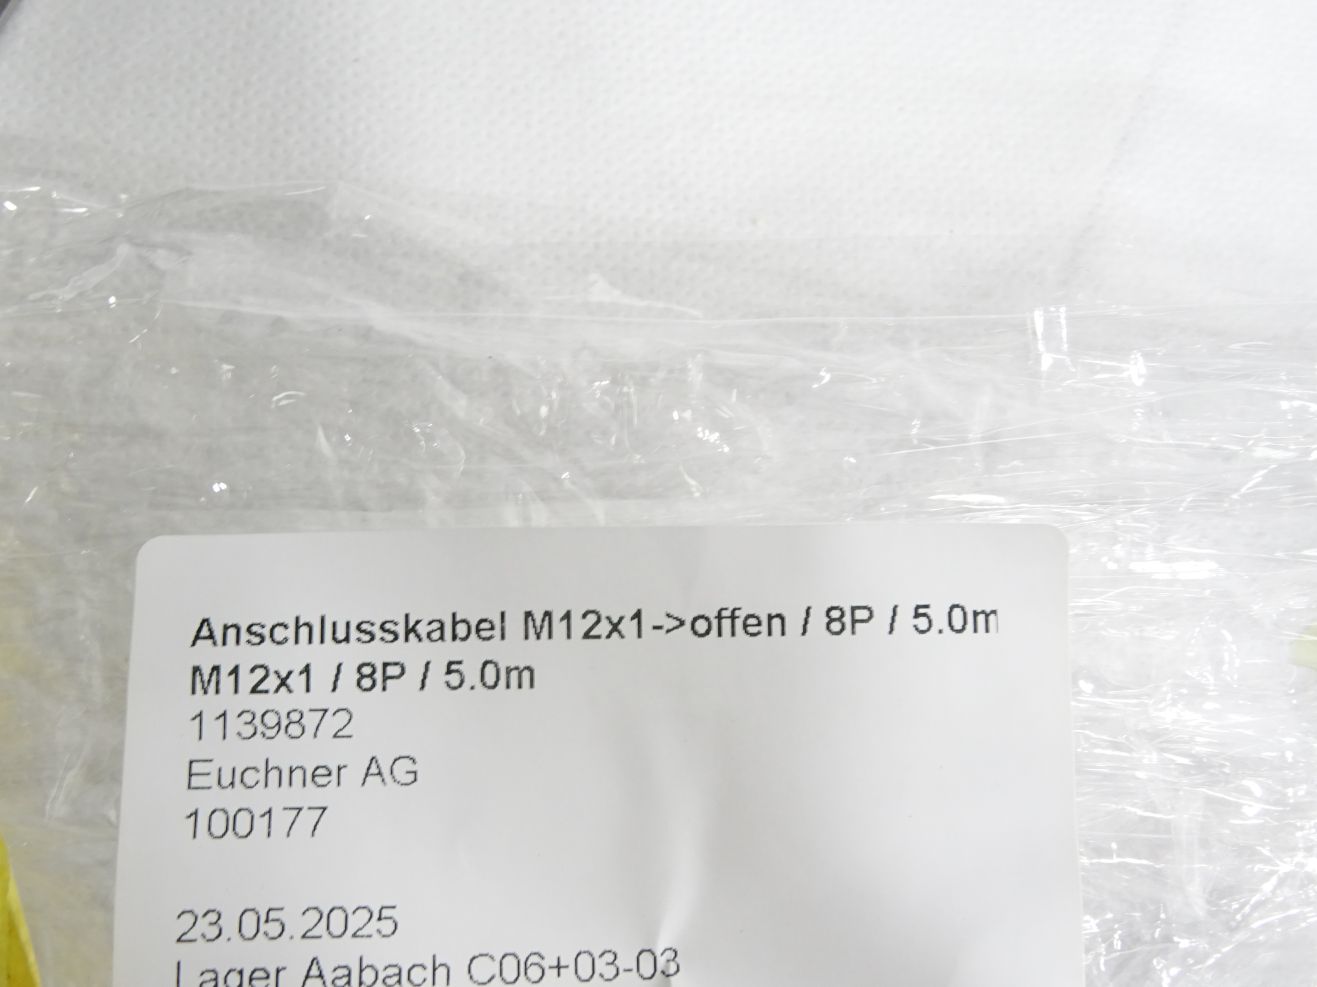 Anschlusskabel M12x1->offen / 8P / 5.0m
M12x1 / 8P / 5.0m
1139872
Euchner AG
100177
23.05.2025
Lager Aabach C06+03-03